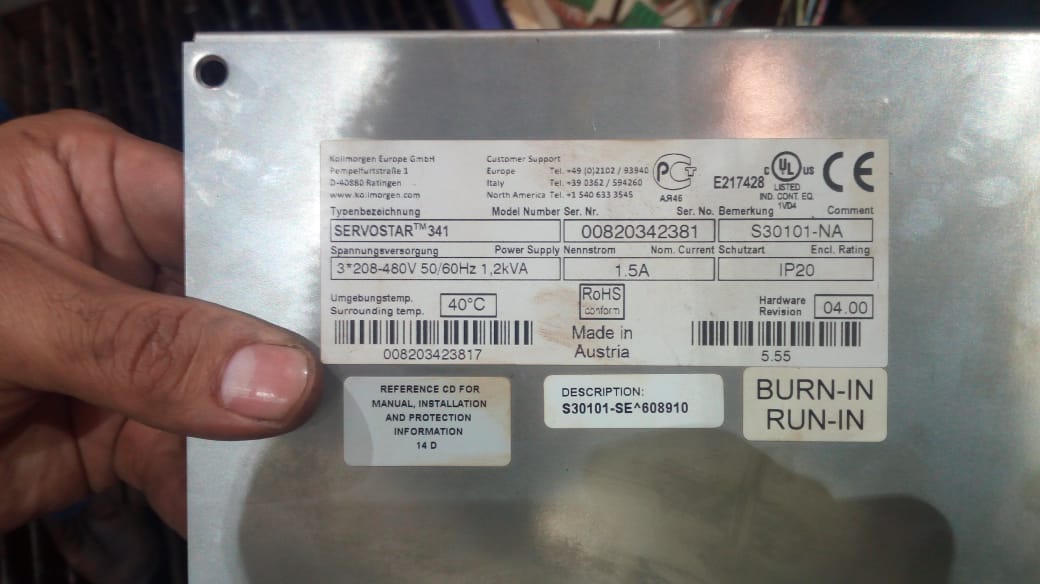 Kollmorgen Europe GmbH
Pempelfurtstraße 1
D-40880 Ratingen
www.kollmorgen.com
Customer Support
Europe Tel. +49 (0)2102 / 93940
Italy Tel. +39 0362 / 594260
North America Tel. +1 540 633 3545
PCT
АЯ46
E217428
C UL US
LISTED
IND. CONT. EQ.
1VD4
CE
Typenbezeichnung Model Number Ser. Nr. Ser. No. Bemerkung Comment
SERVOSTAR™ 341 00820342381 S30101-NA
Spannungsversorgung Power Supply Nennstrom Nom. Current Schutzart Encl. Rating
3*208-480V 50/60Hz 1,2kVA 1.5A IP20
Umgebungstemp.
Surrounding temp. 40°C
RoHS
conform
Hardware
Revision 04.00
Made in
Austria
008203423817
5.55
REFERENCE CD FOR
MANUAL, INSTALLATION
AND PROTECTION
INFORMATION
14 D
DESCRIPTION:
S30101-SE^608910
BURN-IN
RUN-IN